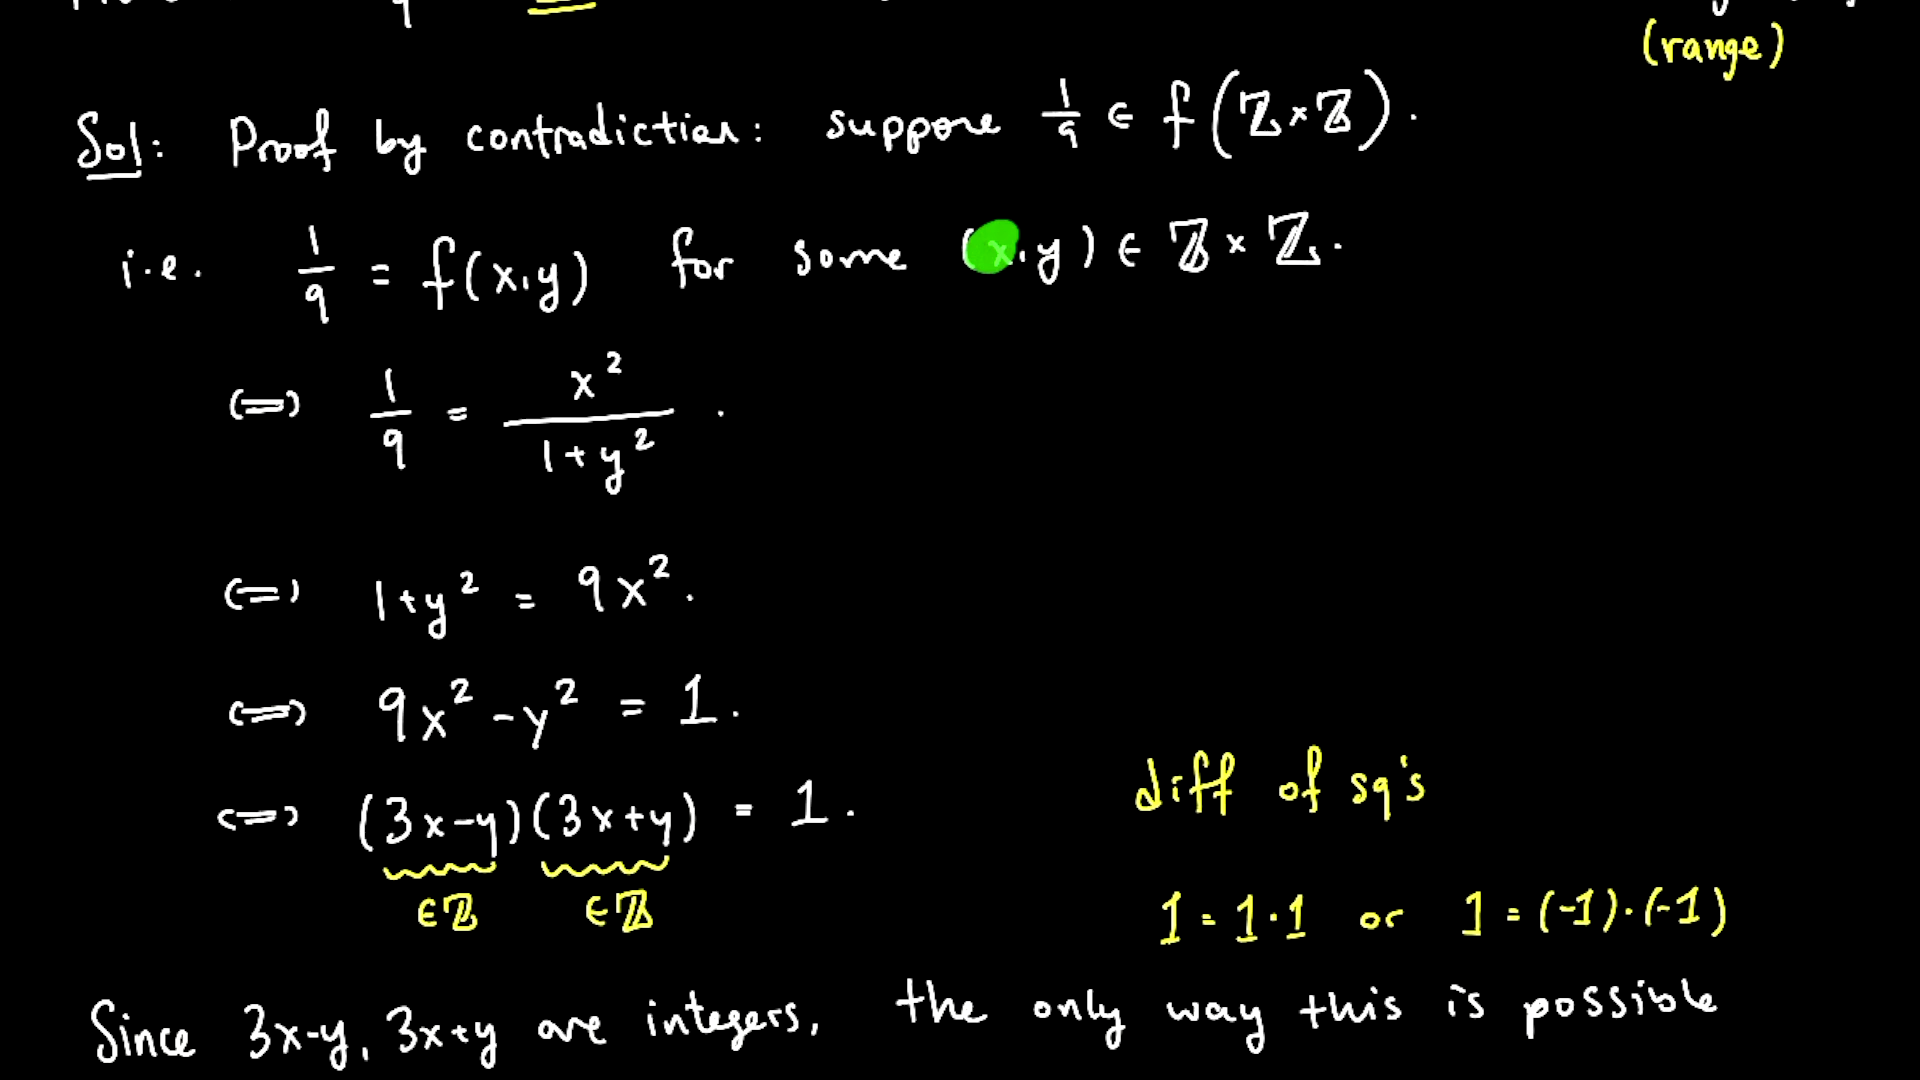 (range)
Sol: Proof by contradiction: suppose 1/9 ∈ f(ℤ×ℤ).
i.e. 1/9 = f(x,y) for some (x,y) ∈ ℤ × ℤ.
(=) 1/9 = x²/(1+y²).
(=) 1+y² = 9x².
(=) 9x² - y² = 1.
(=) (3x-y)(3x+y) = 1.
diff of sq's
∈ℤ ∈ℤ
1 = 1·1 or 1 = (-1)·(-1)
Since 3x-y, 3x+y are integers, the only way this is possible